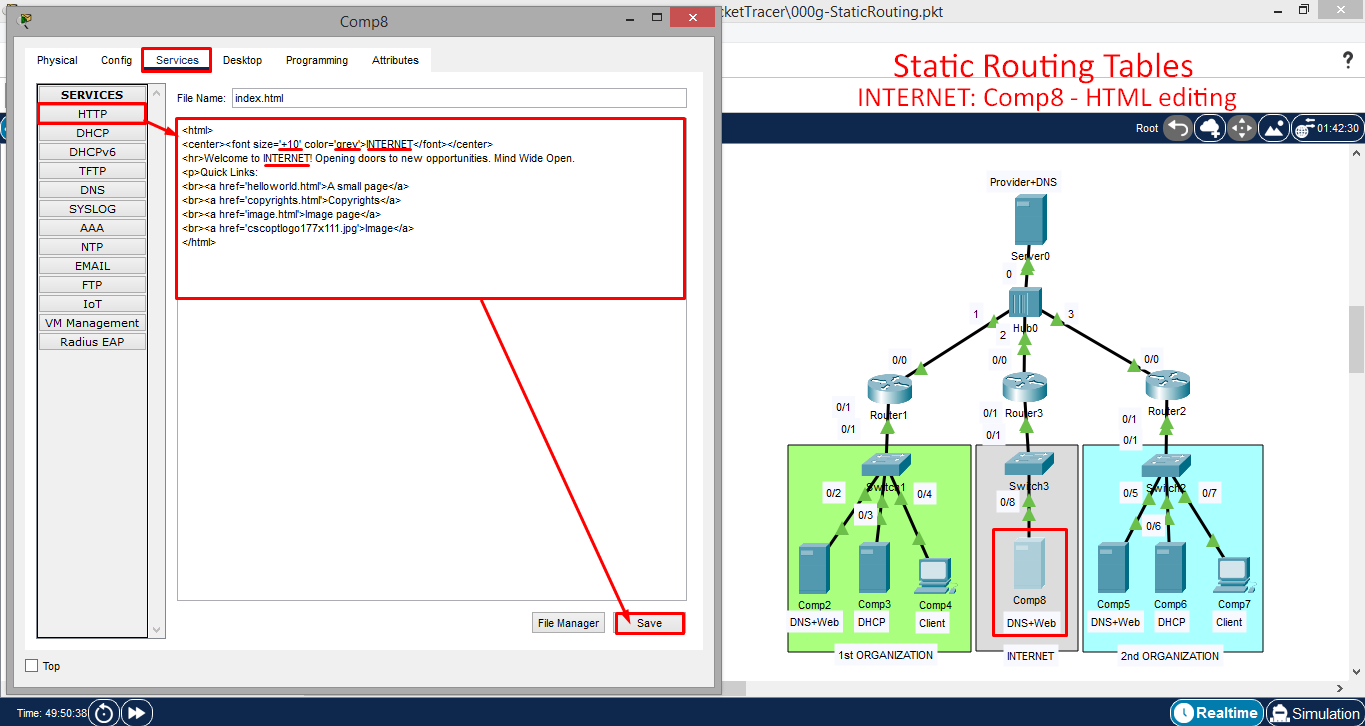 Comp8
cketTracer\000g-StaticRouting.pkt
Physical Config Services Desktop Programming Attributes
Static Routing Tables
INTERNET: Comp8 - HTML editing
?
SERVICES
HTTP
DHCP
DHCPv6
TFTP
DNS
SYSLOG
AAA
NTP
EMAIL
FTP
IoT
VM Management
Radius EAP
File Name: index.html
<html>
<center><font size='+10' color='grey'>INTERNET</font></center>
<hr>Welcome to INTERNET! Opening doors to new opportunities. Mind Wide Open.
<p>Quick Links:
<br><a href='helloworld.html'>A small page</a>
<br><a href='copyrights.html'>Copyrights</a>
<br><a href='image.html'>Image page</a>
<br><a href='cscoptlogo177x111.jpg'>Image</a>
</html>
File Manager Save
Top
Root 01:42:30
Provider+DNS
Server0
0
1 3
Hub0
2
0/0 0/0 0/0
Router1 Router3 Router2
0/1 0/1 0/1
0/1 0/1 0/1
Switch1 Switch3 Switch2
0/2 0/4 0/8 0/5 0/7
0/3 0/6
Comp2 Comp3 Comp4 Comp8 Comp5 Comp6 Comp7
DNS+Web DHCP Client DNS+Web DNS+Web DHCP Client
1st ORGANIZATION INTERNET 2nd ORGANIZATION
Time: 49:50:38 Realtime Simulation